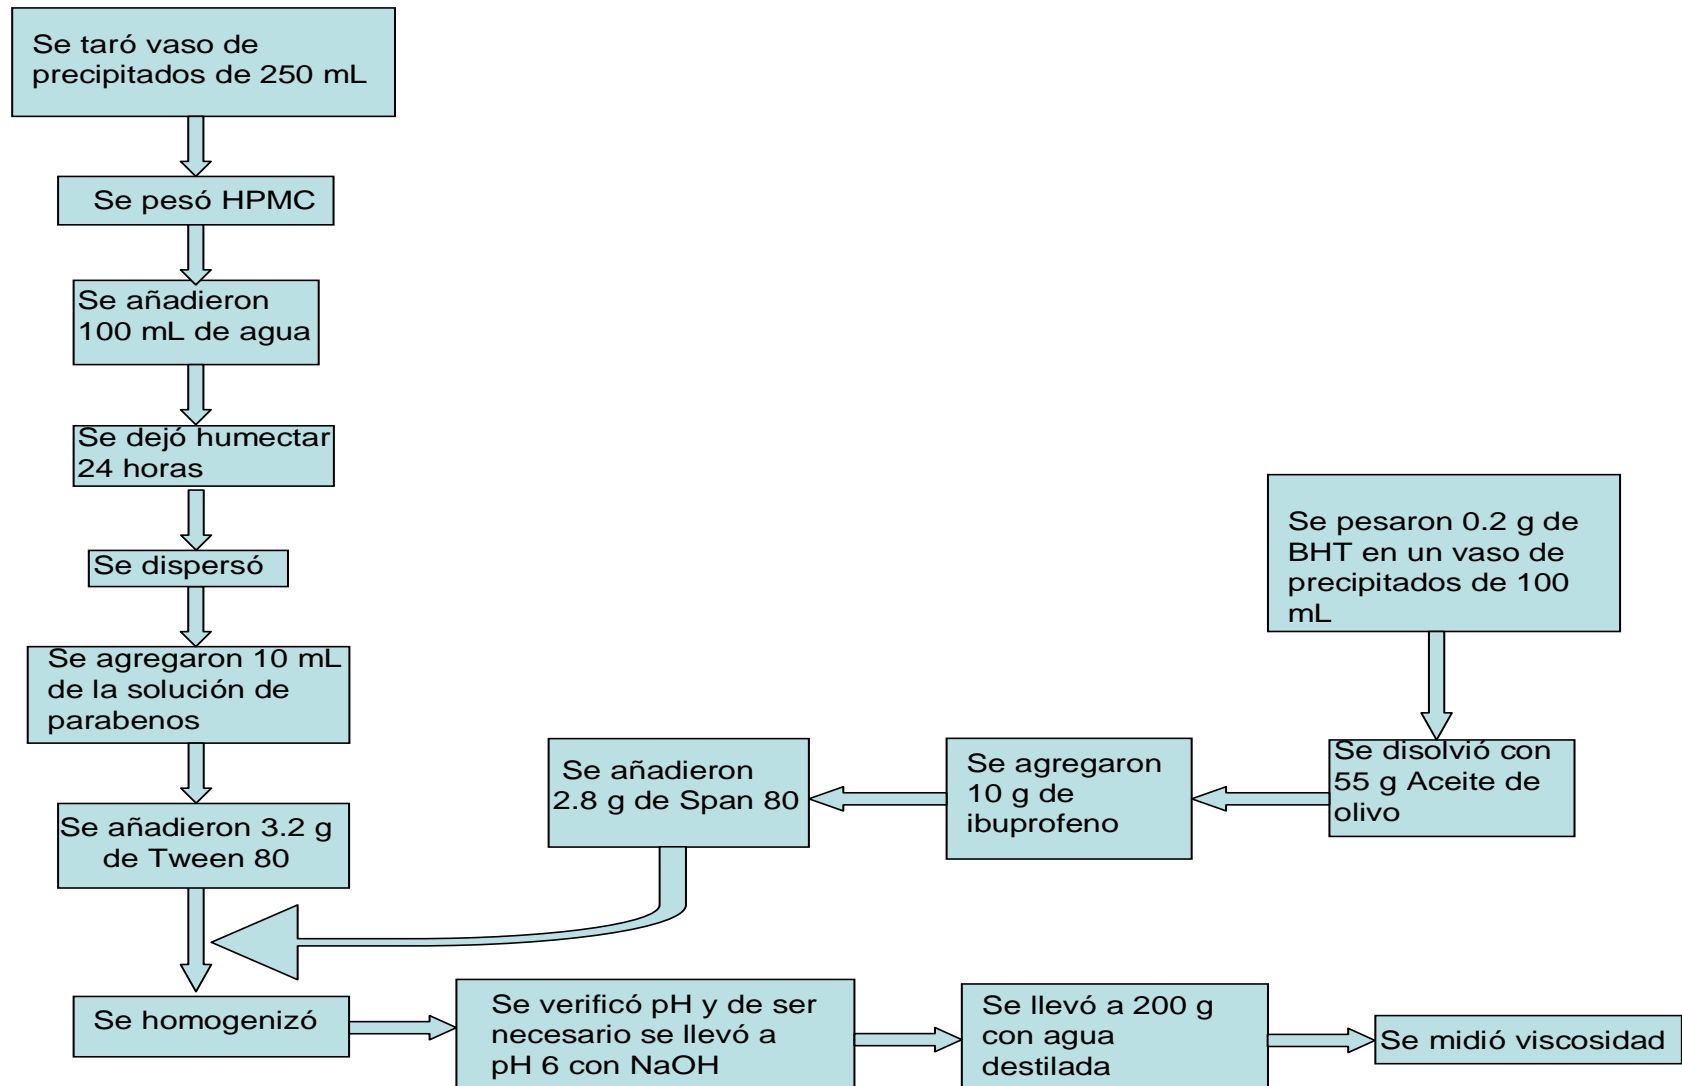 Se taró vaso de
precipitados de 250 mL
Se pesó HPMC
Se añadieron
100 mL de agua
Se dejó humectar
24 horas
Se dispersó
Se agregaron 10 mL
de la solución de
parabenos
Se añadieron 3.2 g
de Tween 80
Se pesaron 0.2 g de
BHT en un vaso de
precipitados de 100
mL
Se disolvió con
55 g Aceite de
olivo
Se agregaron
10 g de
ibuprofeno
Se añadieron
2.8 g de Span 80
Se homogenizó
Se verificó pH y de ser
necesario se llevó a
pH 6 con NaOH
Se llevó a 200 g
con agua
destilada
Se midió viscosidad